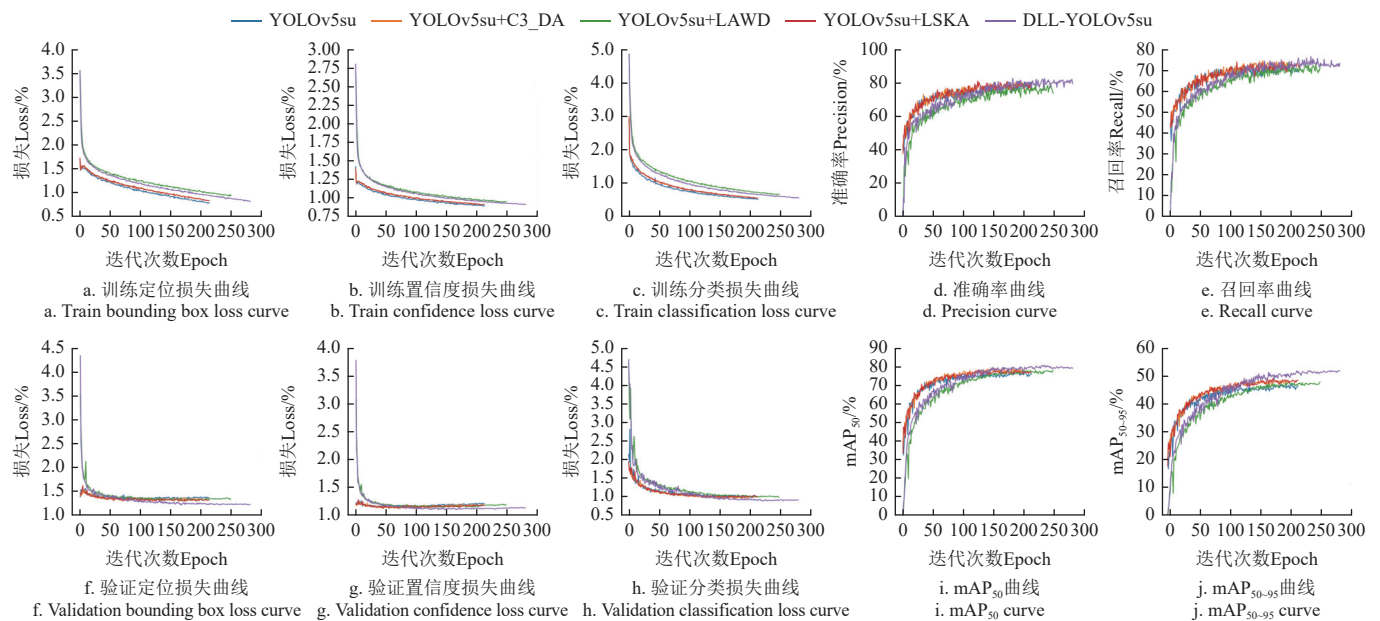 YOLOv5su YOLOv5su+C3_DA YOLOv5su+LAWD YOLOv5su+LSKA DLL-YOLOv5su
损失Loss/%
4.0
3.5
3.0
2.5
2.0
1.5
1.0
0.5
0 50 100 150 200 250 300
迭代次数Epoch
a. 训练定位损失曲线
a. Train bounding box loss curve
损失Loss/%
3.00
2.75
2.50
2.25
2.00
1.75
1.50
1.25
1.00
0.75
0 50 100 150 200 250 300
迭代次数Epoch
b. 训练置信度损失曲线
b. Train confidence loss curve
损失Loss/%
5.0
4.0
3.0
2.0
1.0
0
0 50 100 150 200 250 300
迭代次数Epoch
c. 训练分类损失曲线
c. Train classification loss curve
准确率Precision/%
100
80
60
40
20
0
0 50 100 150 200 250 300
迭代次数Epoch
d. 准确率曲线
d. Precision curve
召回率Recall/%
80
70
60
50
40
30
20
10
0
0 50 100 150 200 250 300
迭代次数Epoch
e. 召回率曲线
e. Recall curve
损失Loss/%
4.5
4.0
3.5
3.0
2.5
2.0
1.5
1.0
0 50 100 150 200 250 300
迭代次数Epoch
f. 验证定位损失曲线
f. Validation bounding box loss curve
损失Loss/%
4.0
3.5
3.0
2.5
2.0
1.5
1.0
0 50 100 150 200 250 300
迭代次数Epoch
g. 验证置信度损失曲线
g. Validation confidence loss curve
损失Loss/%
5.0
4.5
4.0
3.5
3.0
2.5
2.0
1.5
1.0
0.5
0 50 100 150 200 250 300
迭代次数Epoch
h. 验证分类损失曲线
h. Validation classification loss curve
mAP₅₀/%
90
80
70
60
50
40
30
20
10
0
0 50 100 150 200 250 300
迭代次数Epoch
i. mAP₅₀曲线
i. mAP₅₀ curve
mAP₅₀~₉₅/%
60
50
40
30
20
10
0
0 50 100 150 200 250 300
迭代次数Epoch
j. mAP₅₀~₉₅曲线
j. mAP₅₀~₉₅ curve